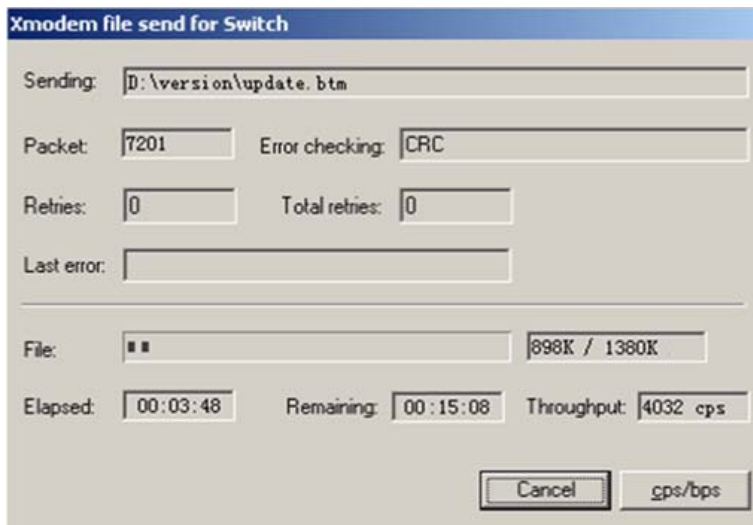 Xmodem file send for Switch
Sending: D:\version\update.btm
Packet: 7201 Error checking: CRC
Retries: 0 Total retries: 0
Last error:
File: 898K / 1380K
Elapsed: 00:03:48 Remaining: 00:15:08 Throughput: 4032 cps
Cancel cps/bps